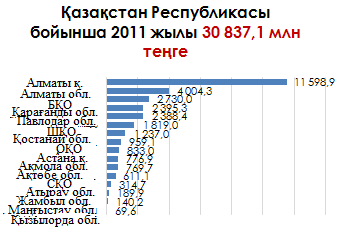 Қазақстан Республикасы
бойынша 2011 жылы 30 837,1 млн
теңге
Алматы қ. 11 598,9
Алматы обл. 4 004,3
БҚО 2 730,0
Қарағанды обл. 2 395,3
Павлодар обл. 2 388,4
ШҚО 1 819,0
Қостанай обл. 1 237,0
ОҚО 959,1
Астана қ. 833,0
Ақмола обл. 776,9
Ақтөбе обл. 769,7
СҚО 611,1
Атырау обл. 314,7
Жамбыл обл. 189,9
Маңғыстау обл. 140,2
Қызылорда обл. 69,6